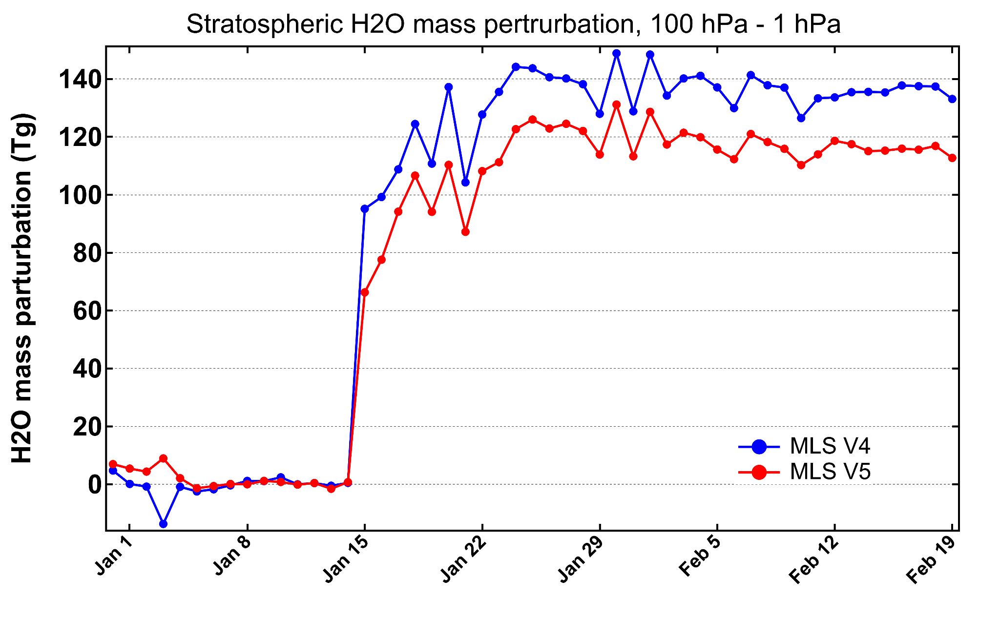 Stratospheric H2O mass pertrurbation, 100 hPa - 1 hPa
H2O mass parturbation (Tg)
140
120
100
80
60
40
20
0
MLS V4
MLS V5
Jan 1
Jan 8
Jan 15
Jan 22
Jan 29
Feb 5
Feb 12
Feb 19